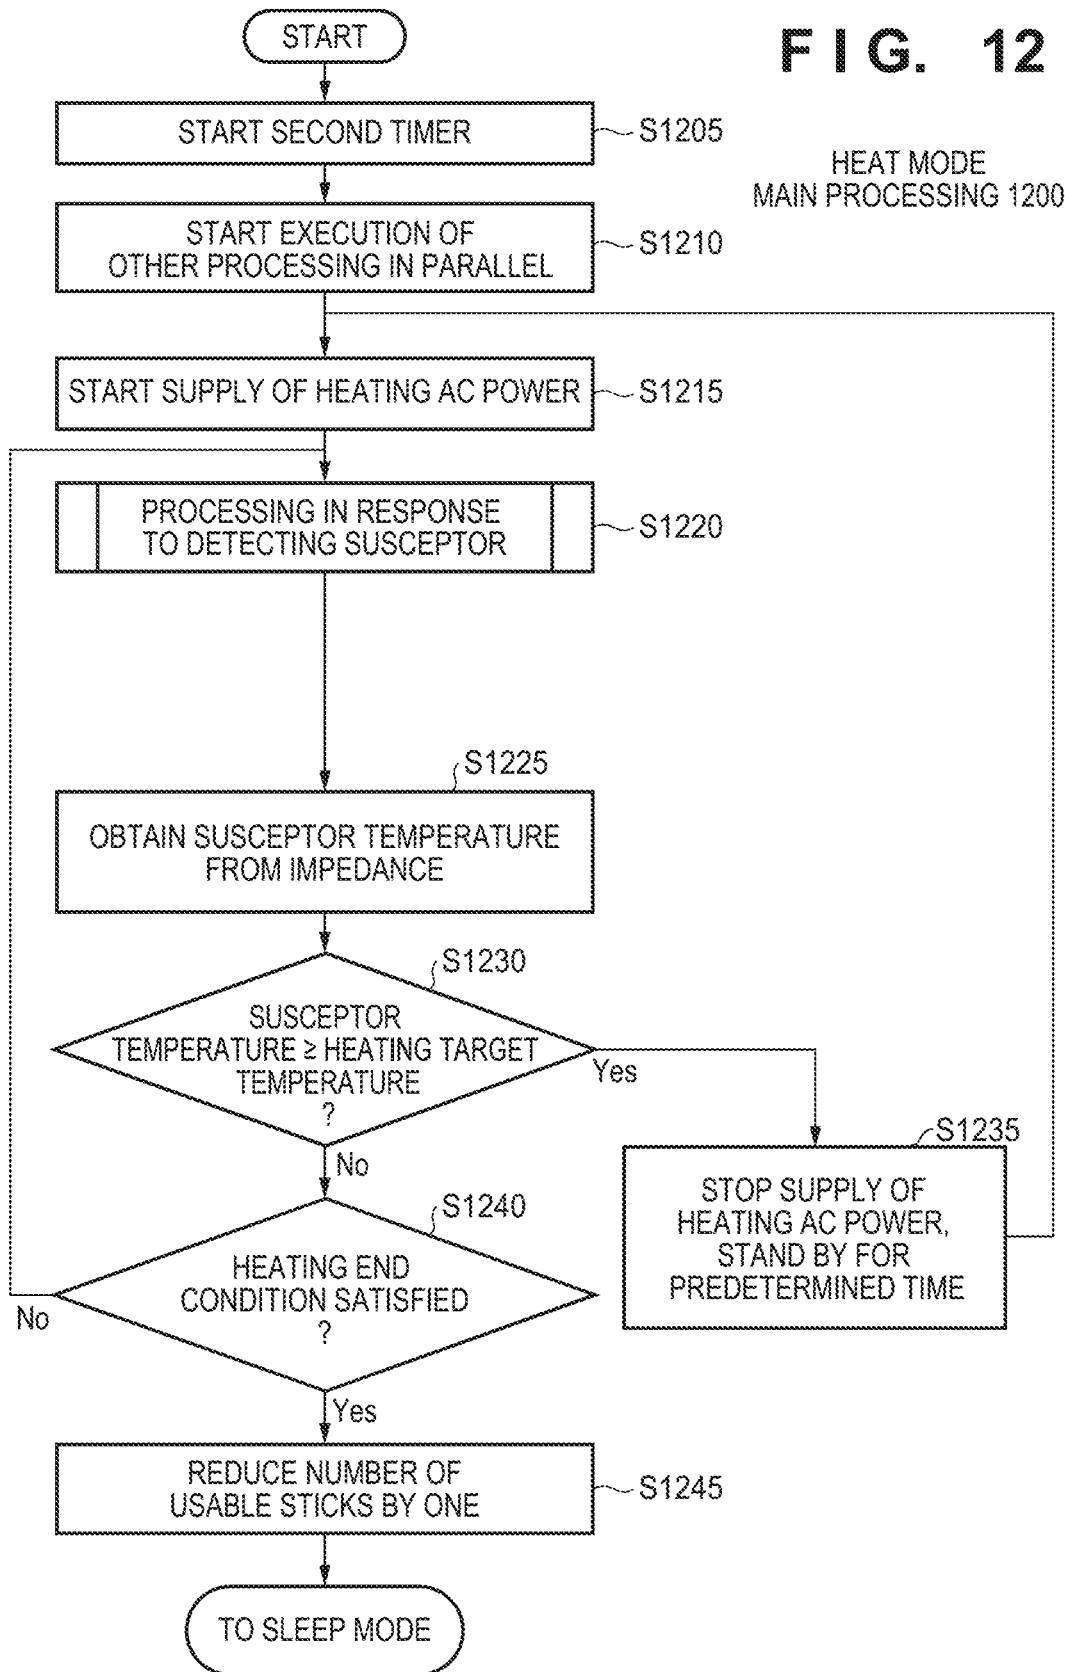 FIG. 12
HEAT MODE
MAIN PROCESSING 1200
START
START SECOND TIMER
S1205
START EXECUTION OF
OTHER PROCESSING IN PARALLEL
S1210
START SUPPLY OF HEATING AC POWER
S1215
PROCESSING IN RESPONSE
TO DETECTING SUSCEPTOR
S1220
S1225
OBTAIN SUSCEPTOR TEMPERATURE
FROM IMPEDANCE
S1230
SUSCEPTOR
TEMPERATURE ≥ HEATING TARGET
TEMPERATURE
?
Yes
No
S1235
STOP SUPPLY OF
HEATING AC POWER,
STAND BY FOR
PREDETERMINED TIME
S1240
HEATING END
CONDITION SATISFIED
?
No
Yes
REDUCE NUMBER OF
USABLE STICKS BY ONE
S1245
TO SLEEP MODE